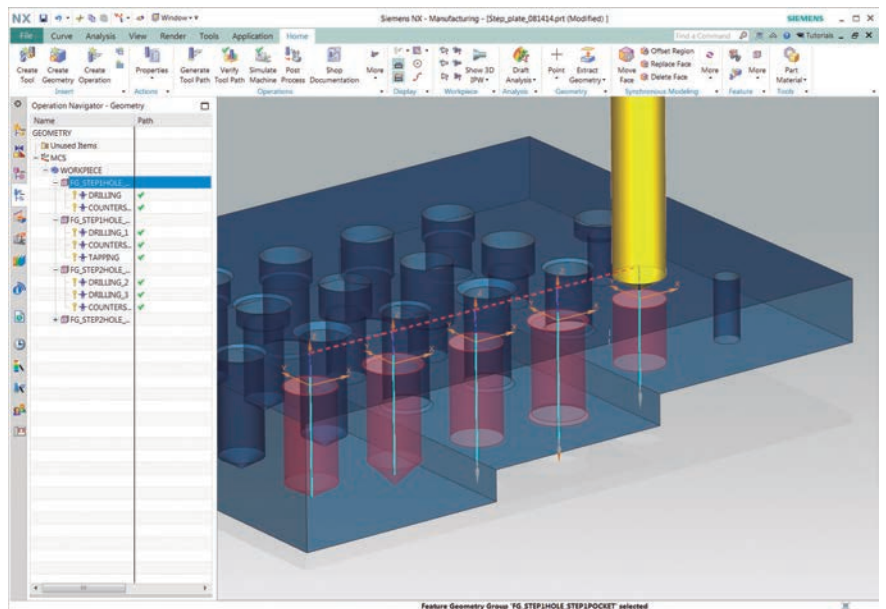 NX Window Siemens NX - Manufacturing - [Step_plate_081414.prt (Modified) ] SIEMENS
File Curve Analysis View Render Tools Application Home Find a Command Tutorials
Create Tool
Create Geometry
Create Operation
Properties
Generate Tool Path
Verify Tool Path
Simulate Machine
Post Process
Shop Documentation
More
Show 3D IPW
Draft Analysis
Point
Extract Geometry
Move Face
Offset Region
Replace Face
Delete Face
More
More
Part Material
Insert Actions Operations Display Workpiece Analysis Geometry Synchronous Modeling Feature Tools
Operation Navigator - Geometry
Name Path
GEOMETRY
Unused Items
MCS
WORKPIECE
FG_STEP1HOLE_...
DRILLING
COUNTERS...
FG_STEP1HOLE_...
DRILLING_1
COUNTERS...
TAPPING
FG_STEP2HOLE_...
DRILLING_2
DRILLING_3
COUNTERS...
FG_STEP2HOLE_...
Feature Geometry Group 'FG_STEP1HOLE_STEP1POCKET' selected